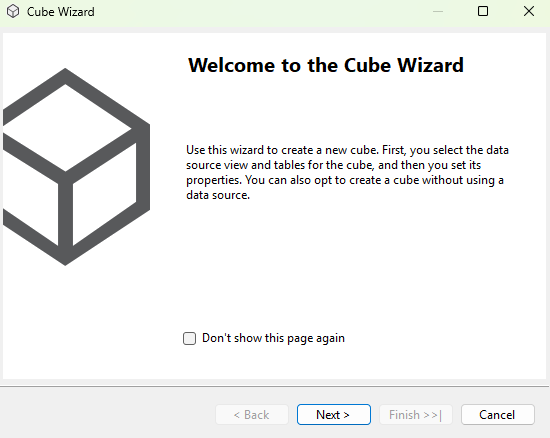 Cube Wizard
Welcome to the Cube Wizard
Use this wizard to create a new cube. First, you select the data
source view and tables for the cube, and then you set its
properties. You can also opt to create a cube without using a
data source.
Don't show this page again
< Back
Next >
Finish >>|
Cancel